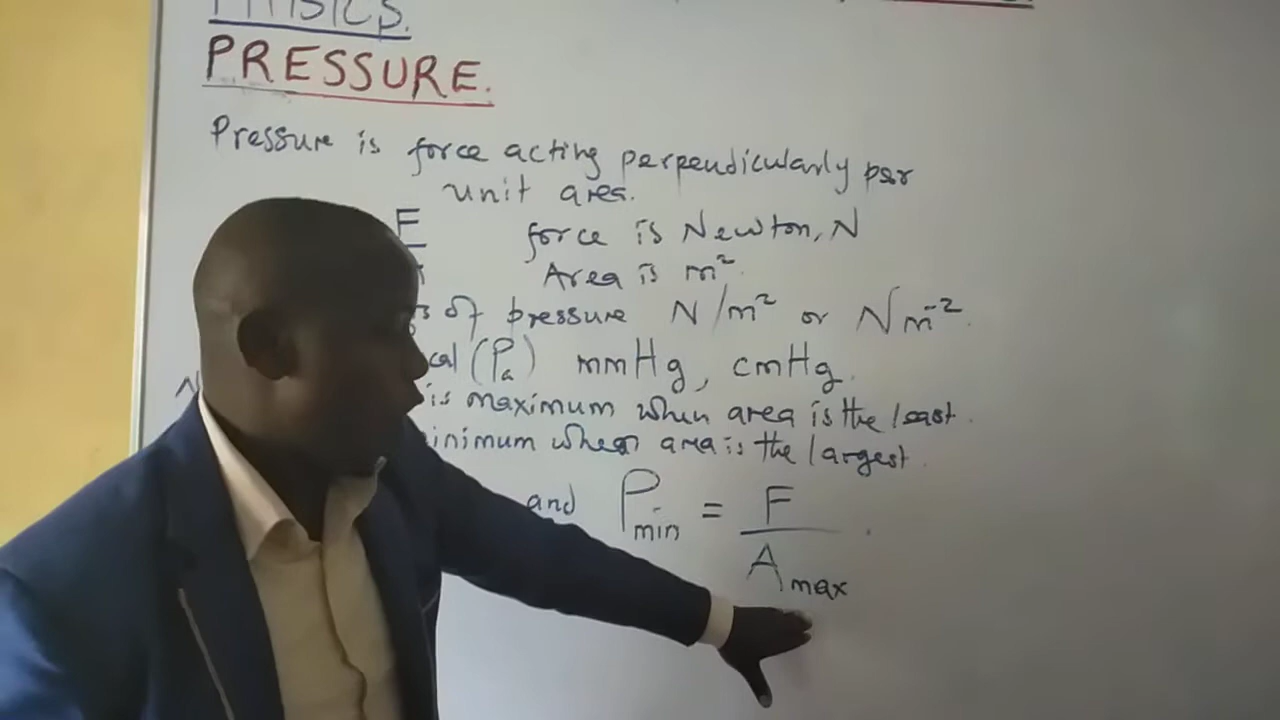 PHYSICS.
PRESSURE.
Pressure is force acting perpendicularly per
unit area.
F force is Newton, N
Area is m²
of pressure N/m² or Nm⁻².
(Pa) mmHg, cmHg.
is maximum when area is the least.
when area is the largest.
and Pmin = F
Amax